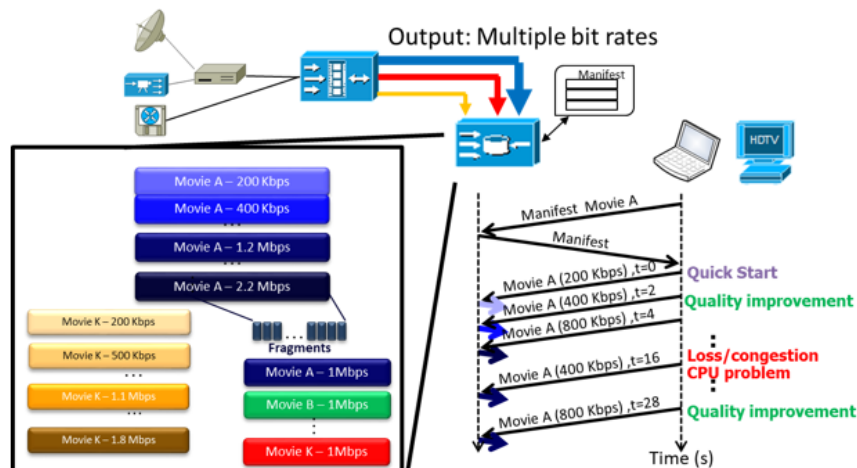 Output: Multiple bit rates
Manifest
HDTV
Movie A – 200 Kbps
Movie A – 400 Kbps
...
Movie A – 1.2 Mbps
...
Movie A – 2.2 Mbps
Movie K – 200 Kbps
Movie K – 500 Kbps
...
Movie K – 1.1 Mbps
...
Movie K – 1.8 Mbps
...
Fragments
Movie A – 1Mbps
Movie B – 1Mbps
Movie K – 1Mbps
Manifest Movie A
Manifest
Movie A (200 Kbps) ,t=0
Quick Start
Movie A (400 Kbps) ,t=2
Quality improvement
Movie A (800 Kbps) ,t=4
Loss/congestion
CPU problem
Movie A (400 Kbps) ,t=16
Movie A (800 Kbps) ,t=28
Quality improvement
Time (s)